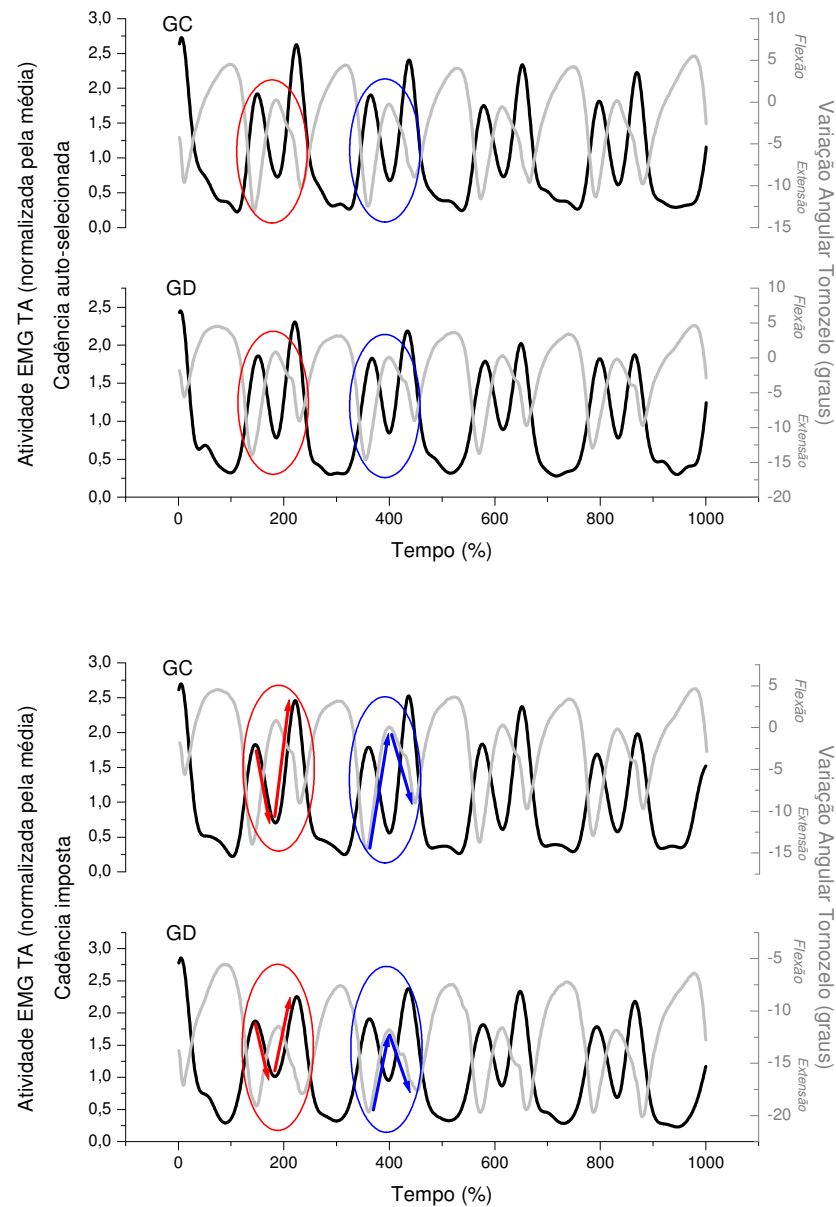 GC
3,0
2,5
2,0
1,5
1,0
0,5
0,0
10
5
0
-5
-10
-15
Flexão
Extensão
GD
2,5
2,0
1,5
1,0
0,5
0,0
10
5
0
-5
-10
-15
-20
Flexão
Extensão
Atividade EMG TA (normalizada pela média)
Cadência auto-selecionada
Variação Angular Tornozelo (graus)
0 200 400 600 800 1000
Tempo (%)
GC
3,0
2,5
2,0
1,5
1,0
0,5
0,0
5
0
-5
-10
-15
Flexão
Extensão
GD
3,0
2,5
2,0
1,5
1,0
0,5
0,0
-5
-10
-15
-20
Flexão
Extensão
Atividade EMG TA (normalizada pela média)
Cadência imposta
Variação Angular Tornozelo (graus)
0 200 400 600 800 1000
Tempo (%)